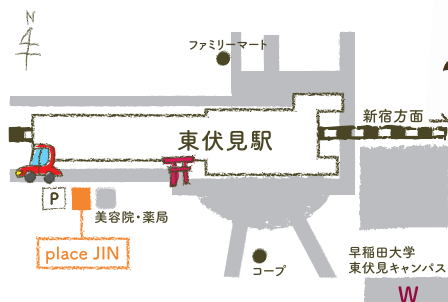 N
ファミリーマート
新宿方面
東伏見駅
P
美容院・薬局
place JIN
コープ
早稲田大学
東伏見キャンパス
W